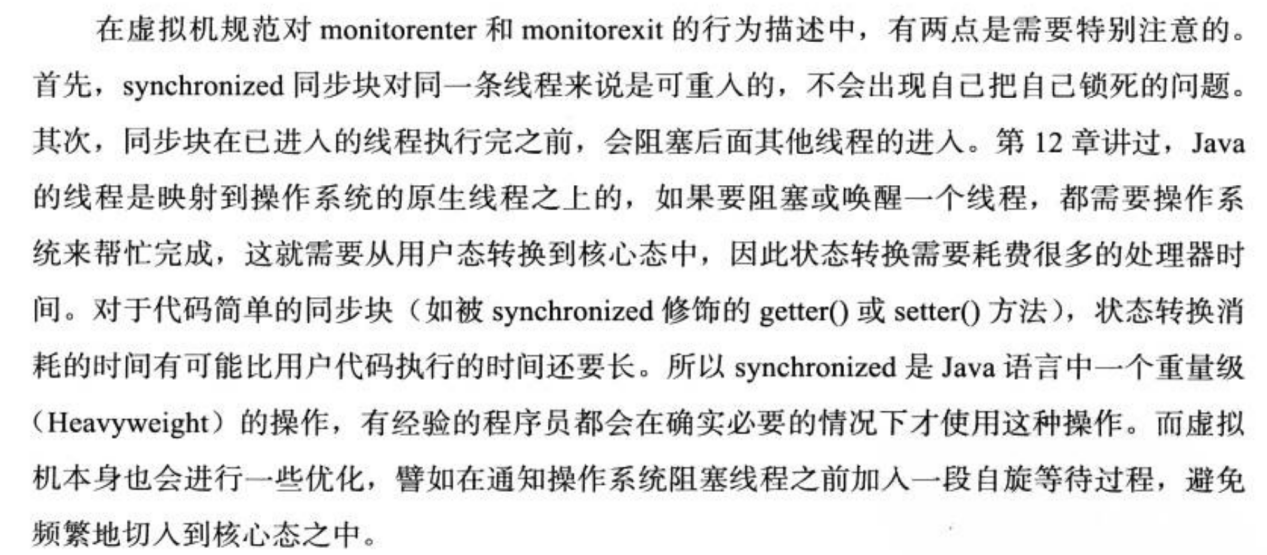 在虚拟机规范对 monitorenter 和 monitorexit 的行为描述中，有两点是需要特别注意的。
首先，synchronized 同步块对同一条线程来说是可重入的，不会出现自己把自己锁死的问题。
其次，同步块在已进入的线程执行完之前，会阻塞后面其他线程的进入。第 12 章讲过，Java
的线程是映射到操作系统的原生线程之上的，如果要阻塞或唤醒一个线程，都需要操作系
统来帮忙完成，这就需要从用户态转换到核心态中，因此状态转换需要耗费很多的处理器时
间。对于代码简单的同步块（如被 synchronized 修饰的 getter() 或 setter() 方法），状态转换消
耗的时间有可能比用户代码执行的时间还要长。所以 synchronized 是 Java 语言中一个重量级
（Heavyweight）的操作，有经验的程序员都会在确实必要的情况下才使用这种操作。而虚拟
机本身也会进行一些优化，譬如在通知操作系统阻塞线程之前加入一段自旋等待过程，避免
频繁地切入到核心态之中。